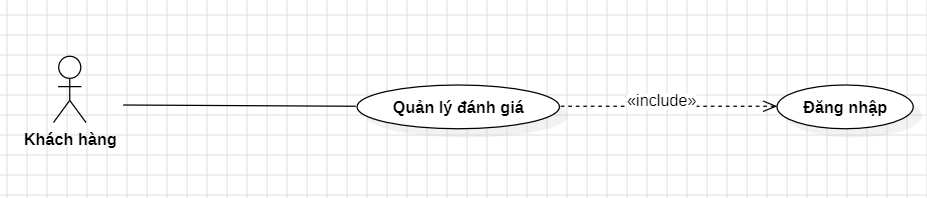 Quản lý đánh giá
«include»
Đăng nhập
Khách hàng